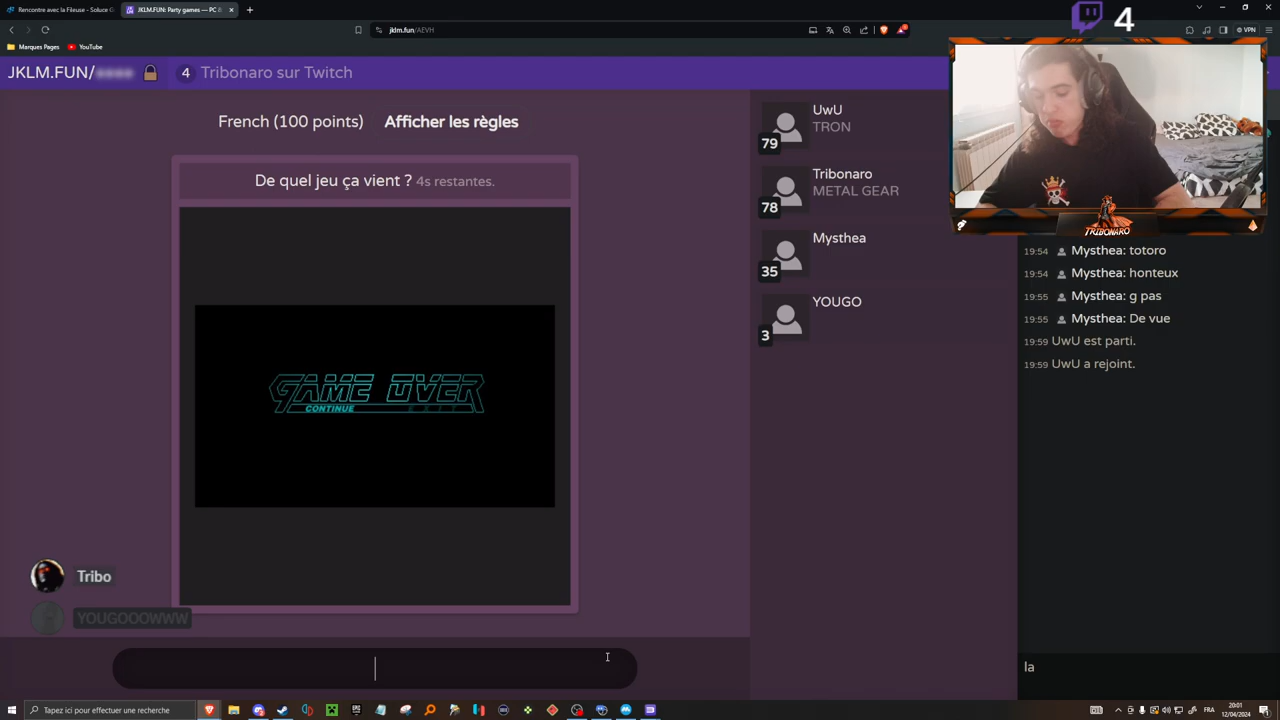 Rencontre avec la Fileuse - Soluce G
JKLM.FUN: Party games — PC &
jklm.fun/AEVH
VPN
Marques Pages
YouTube
4
JKLM.FUN/
4 Tribonaro sur Twitch
French (100 points) Afficher les règles
De quel jeu ça vient ? 4s restantes.
GAME OVER
CONTINUE EXIT
UwU
TRON
79
Tribonaro
METAL GEAR
78
Mysthea
35
YOUGO
3
TRIBONARO
19:54 Mysthea: totoro
19:54 Mysthea: honteux
19:55 Mysthea: g pas
19:55 Mysthea: De vue
19:59 UwU est parti.
19:59 UwU a rejoint.
Tribo
YOUGOOOWWW
la
Tapez ici pour effectuer une recherche
FRA
20:01
12/04/2024